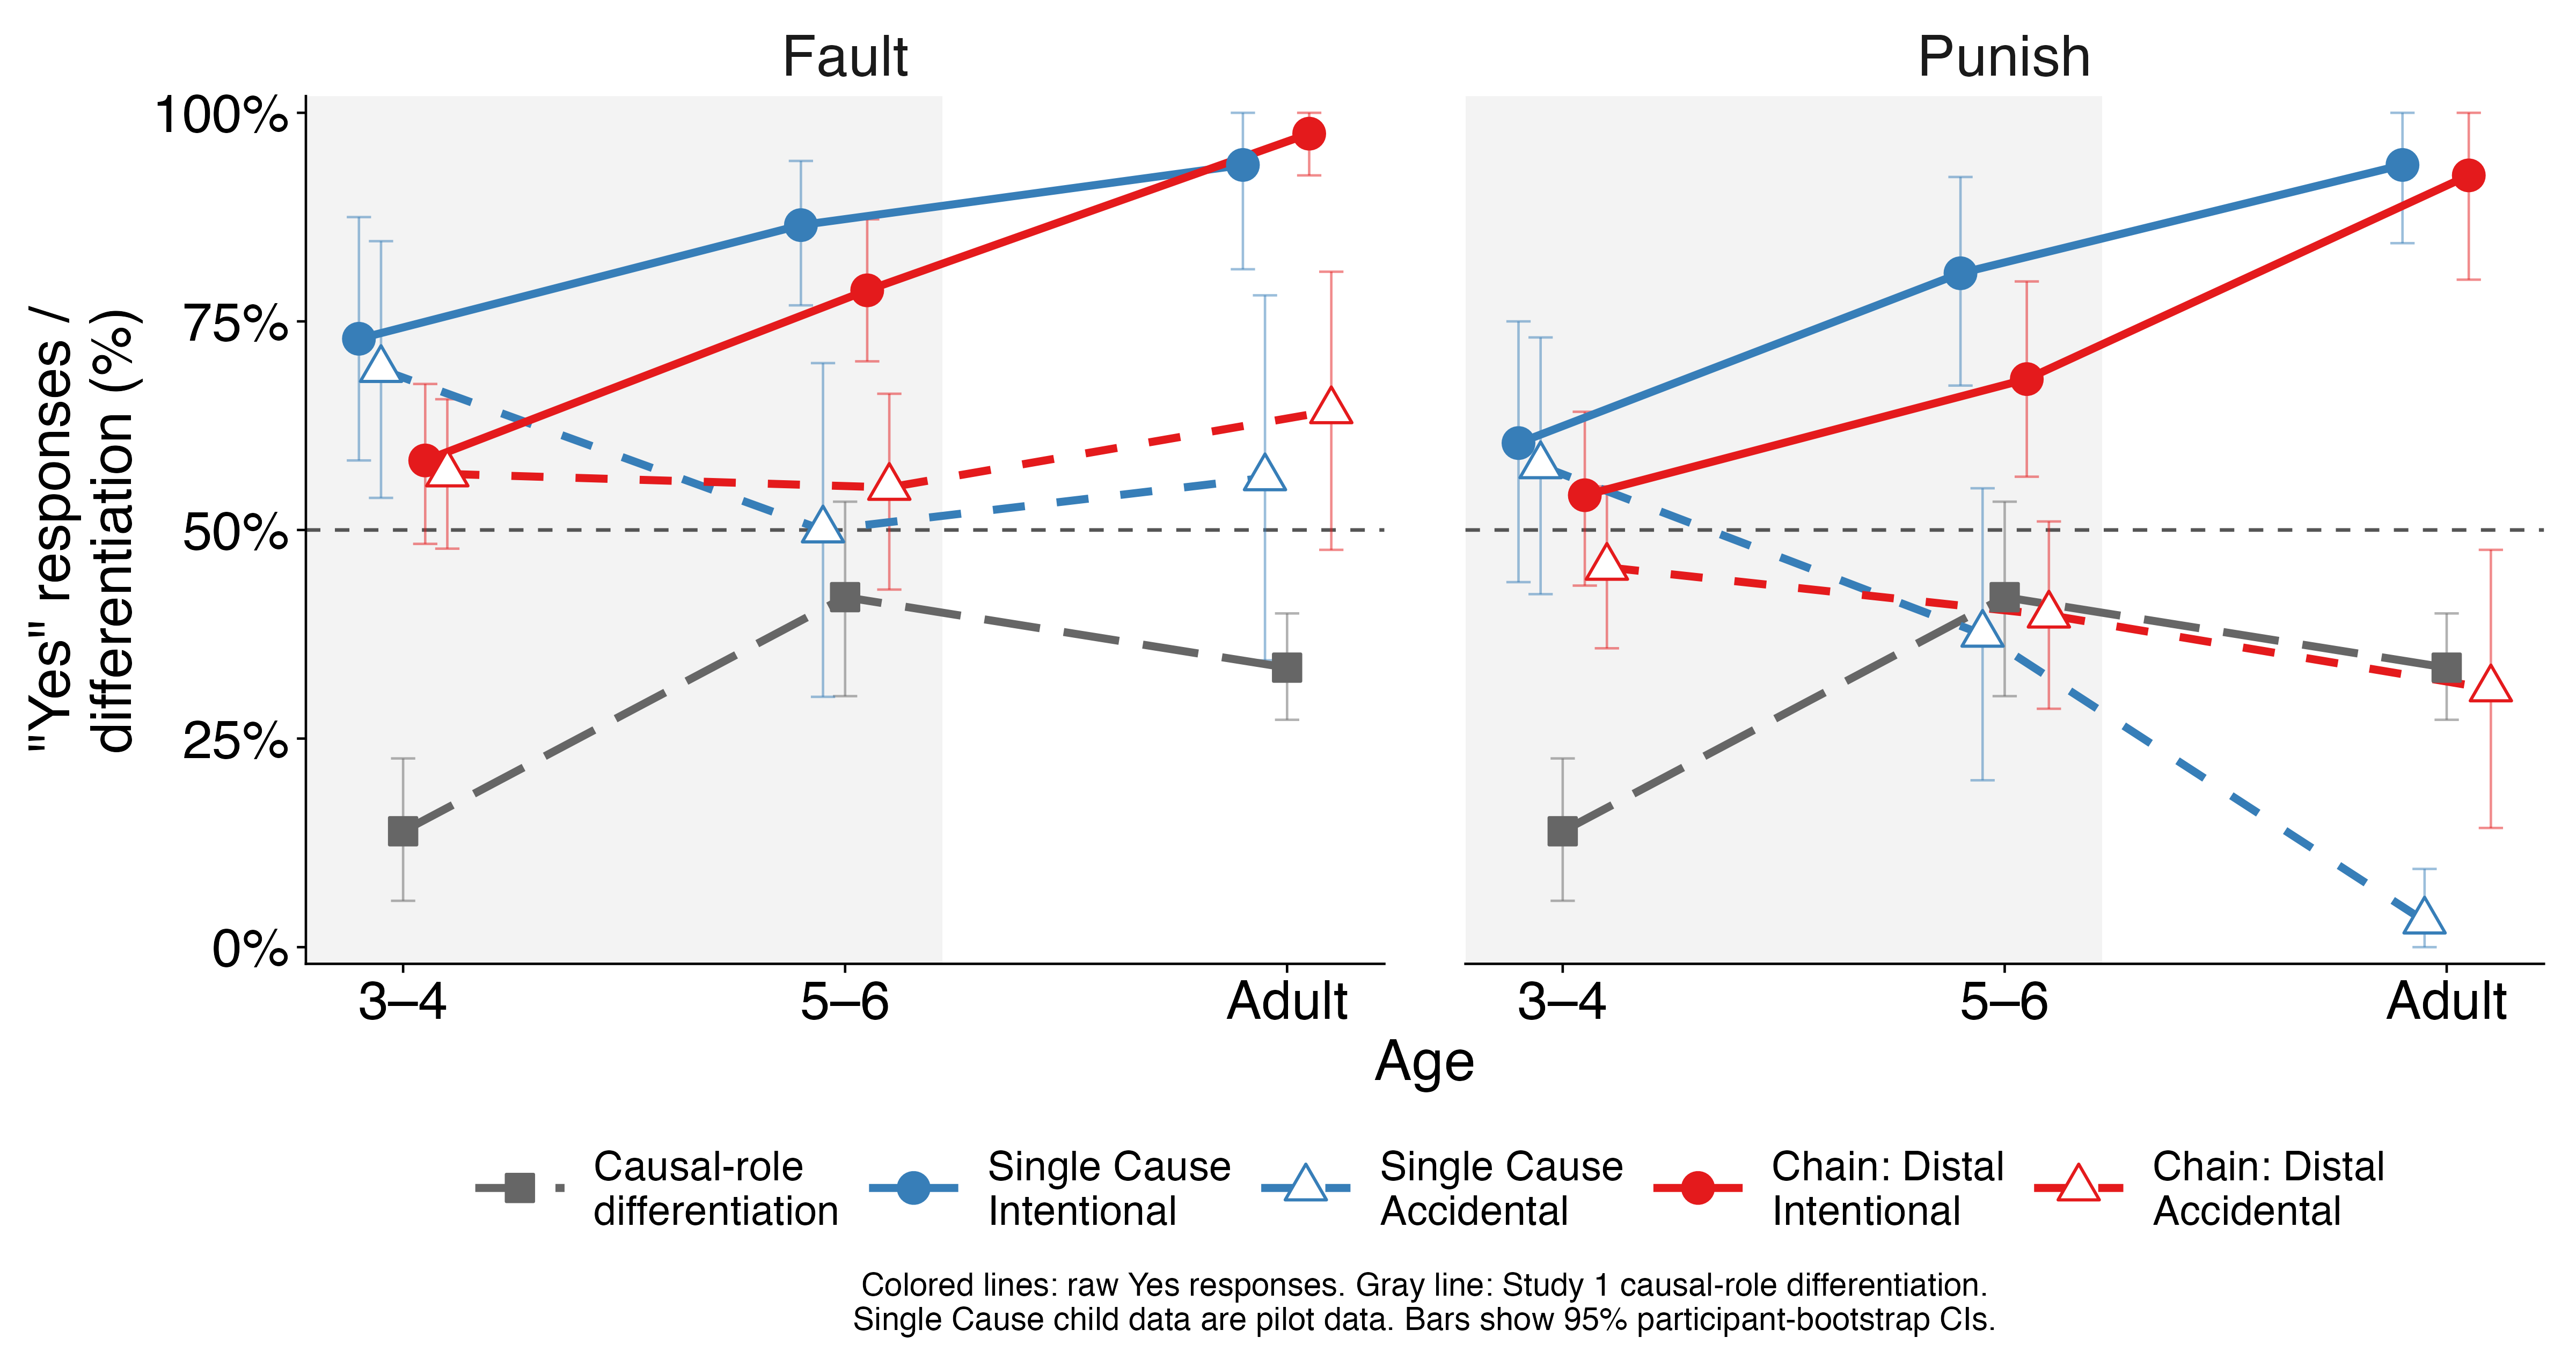 Fault
Punish
"Yes" responses /
differentiation (%)
100%
75%
50%
25%
0%
3–4
5–6
Adult
3–4
5–6
Adult
Age
Causal-role
differentiation
Single Cause
Intentional
Single Cause
Accidental
Chain: Distal
Intentional
Chain: Distal
Accidental
Colored lines: raw Yes responses. Gray line: Study 1 causal-role differentiation.
Single Cause child data are pilot data. Bars show 95% participant-bootstrap CIs.